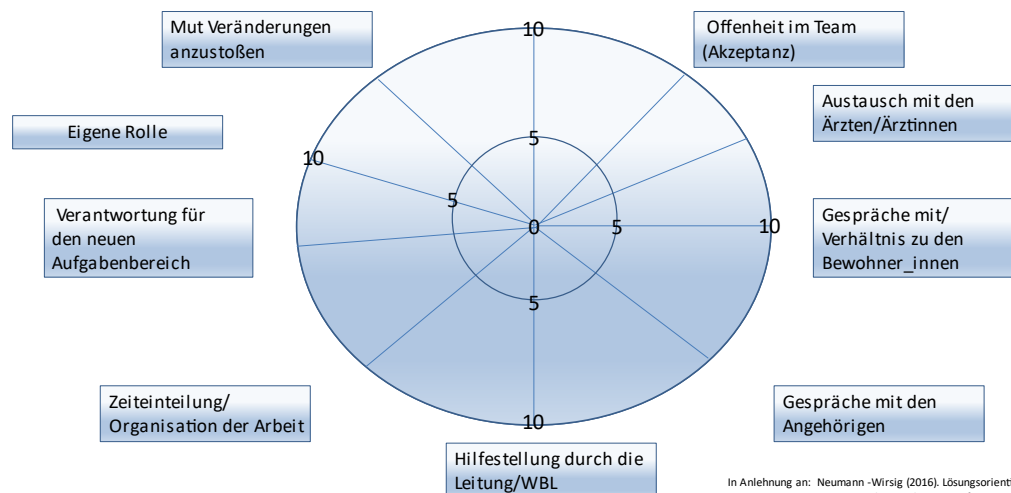 Mut Veränderungen
anzustoßen
10
Offenheit im Team
(Akzeptanz)
Austausch mit den
Ärzten/Ärztinnen
Eigene Rolle
10
5
5
Verantwortung für
den neuen
Aufgabenbereich
0
5
10
Gespräche mit/
Verhältnis zu den
Bewohner_innen
5
Zeiteinteilung/
Organisation der Arbeit
10
Gespräche mit den
Angehörigen
Hilfestellung durch die
Leitung/WBL
In Anlehnung an: Neumann -Wirsig (2016). Lösungsorienti